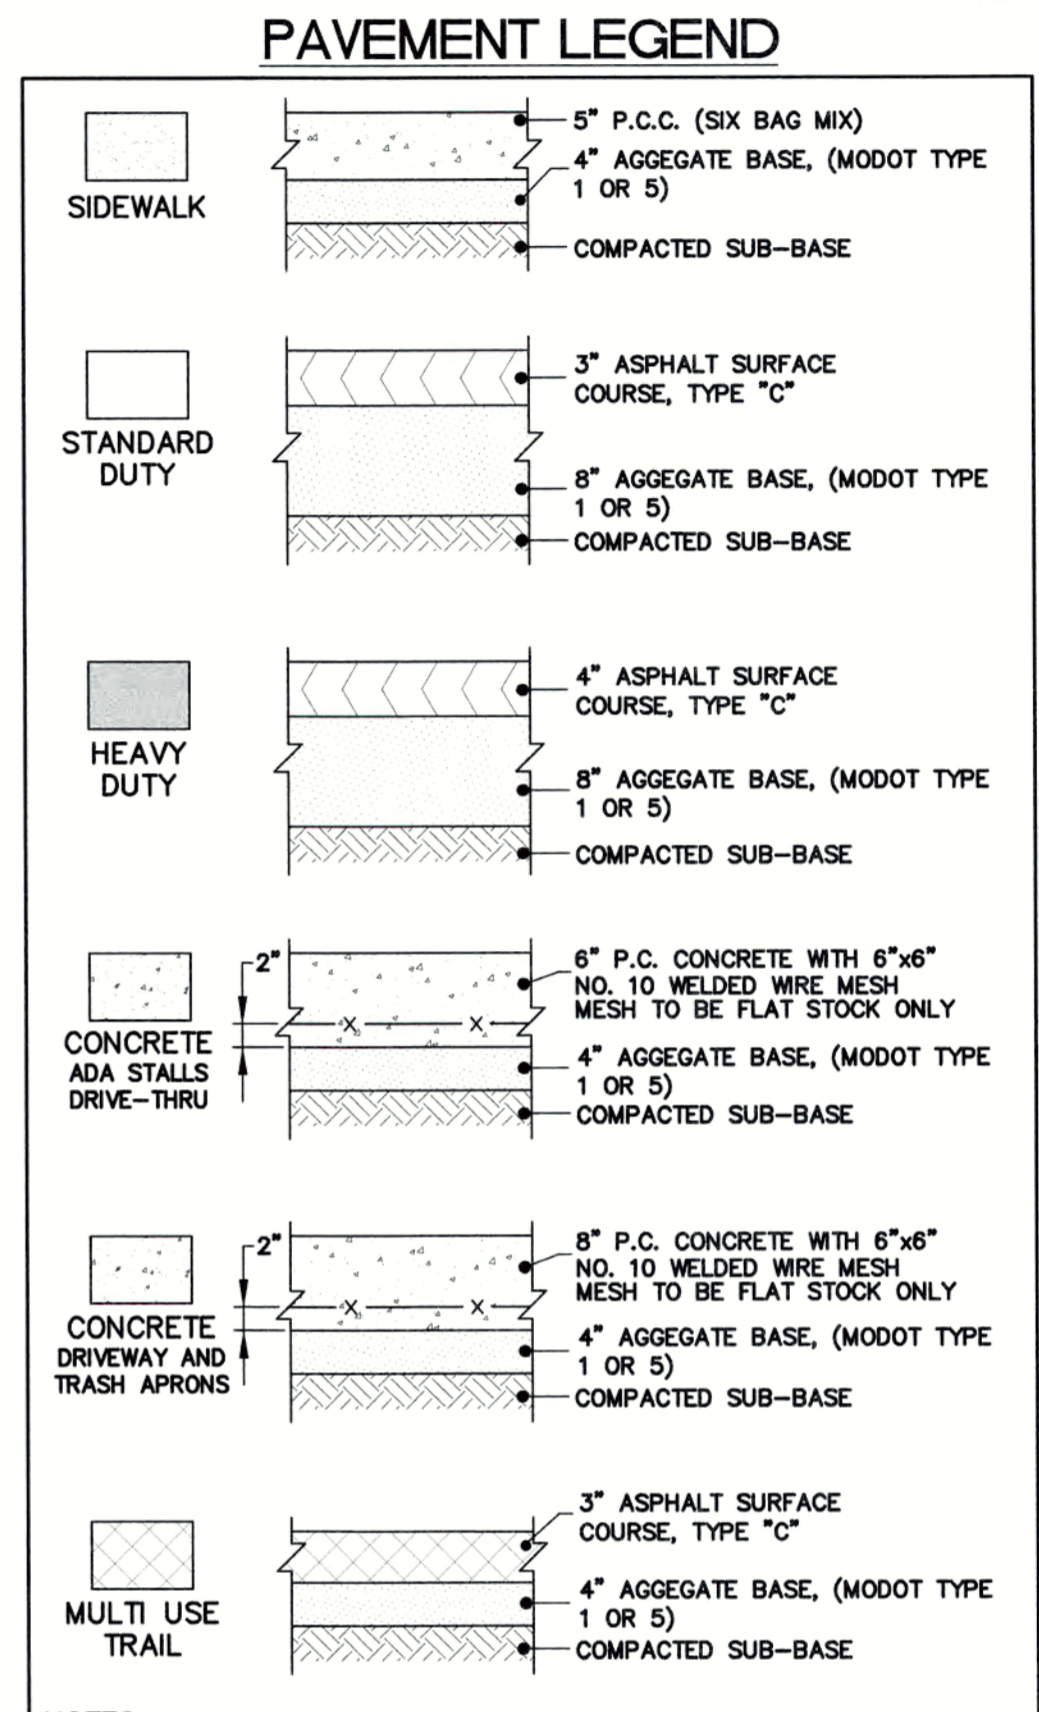 PAVEMENT LEGEND
SIDEWALK
5" P.C.C. (SIX BAG MIX)
4" AGGEGATE BASE, (MODOT TYPE
1 OR 5)
COMPACTED SUB-BASE
STANDARD
DUTY
3" ASPHALT SURFACE
COURSE, TYPE "C"
8" AGGEGATE BASE, (MODOT TYPE
1 OR 5)
COMPACTED SUB-BASE
HEAVY
DUTY
4" ASPHALT SURFACE
COURSE, TYPE "C"
8" AGGEGATE BASE, (MODOT TYPE
1 OR 5)
COMPACTED SUB-BASE
CONCRETE
ADA STALLS
DRIVE-THRU
2"
6" P.C. CONCRETE WITH 6"x6"
NO. 10 WELDED WIRE MESH
MESH TO BE FLAT STOCK ONLY
4" AGGEGATE BASE, (MODOT TYPE
1 OR 5)
COMPACTED SUB-BASE
CONCRETE
DRIVEWAY AND
TRASH APRONS
2"
8" P.C. CONCRETE WITH 6"x6"
NO. 10 WELDED WIRE MESH
MESH TO BE FLAT STOCK ONLY
4" AGGEGATE BASE, (MODOT TYPE
1 OR 5)
COMPACTED SUB-BASE
MULTI USE
TRAIL
3" ASPHALT SURFACE
COURSE, TYPE "C"
4" AGGEGATE BASE, (MODOT TYPE
1 OR 5)
COMPACTED SUB-BASE